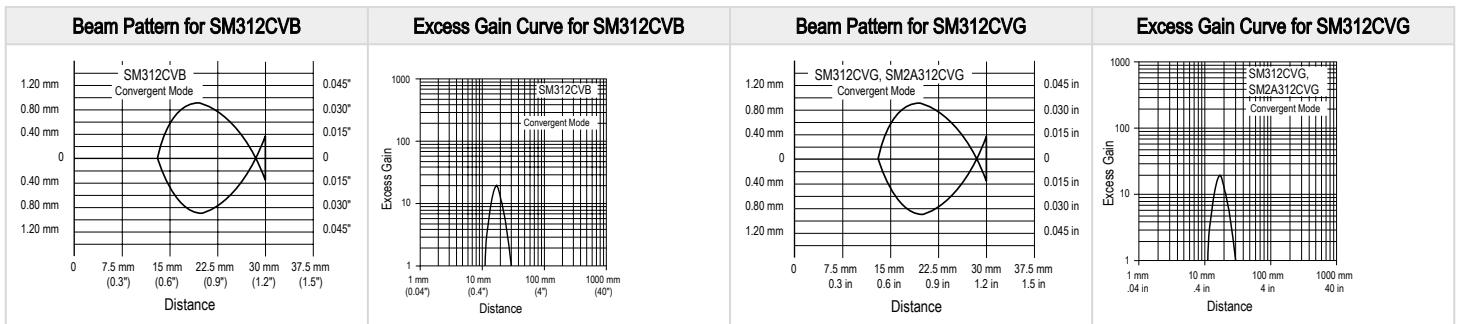 Beam Pattern for SM312CVB
Excess Gain Curve for SM312CVB
Beam Pattern for SM312CVG
Excess Gain Curve for SM312CVG
SM312CVB
Convergent Mode
1.20 mm
0.80 mm
0.40 mm
0
0.40 mm
0.80 mm
1.20 mm
0.045"
0.030"
0.015"
0
0.015"
0.030"
0.045"
0 7.5 mm 15 mm 22.5 mm 30 mm 37.5 mm
(0.3") (0.6") (0.9") (1.2") (1.5")
Distance
SM312CVB
Convergent Mode
Excess Gain
1000
100
10
1
1 mm 10 mm 100 mm 1000 mm
(0.04") (0.4") (4") (40")
Distance
SM312CVG, SM2A312CVG
Convergent Mode
1.20 mm
0.80 mm
0.40 mm
0
0.40 mm
0.80 mm
1.20 mm
0.045 in
0.030 in
0.015 in
0
0.015 in
0.030 in
0.045 in
0 7.5 mm 15 mm 22.5 mm 30 mm 37.5 mm
0.3 in 0.6 in 0.9 in 1.2 in 1.5 in
Distance
SM312CVG,
SM2A312CVG
Convergent Mode
Excess Gain
1000
100
10
1
1 mm 10 mm 100 mm 1000 mm
.04 in .4 in 4 in 40 in
Distance